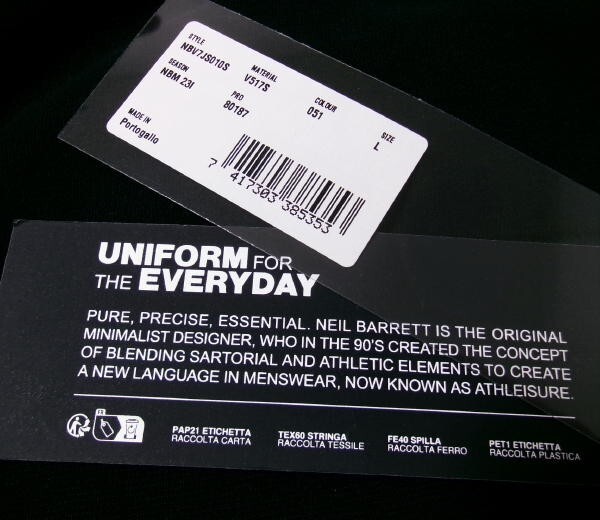 STYLE
NBV7JS010S
MATERIAL
V517S
COLOUR
051
SIZE
L
SEASON
NBM 23I
PRO
80187
MADE IN
Portogallo
7 417303 385353
UNIFORM FOR
THE EVERYDAY
PURE, PRECISE, ESSENTIAL. NEIL BARRETT IS THE ORIGINAL
MINIMALIST DESIGNER, WHO IN THE 90'S CREATED THE CONCEPT
OF BLENDING SARTORIAL AND ATHLETIC ELEMENTS TO CREATE
A NEW LANGUAGE IN MENSWEAR, NOW KNOWN AS ATHLEISURE.
FR
PAP21 ETICHETTA
RACCOLTA CARTA
TEX60 STRINGA
RACCOLTA TESSILE
FE40 SPILLA
RACCOLTA FERRO
PET1 ETICHETTA
RACCOLTA PLASTICA